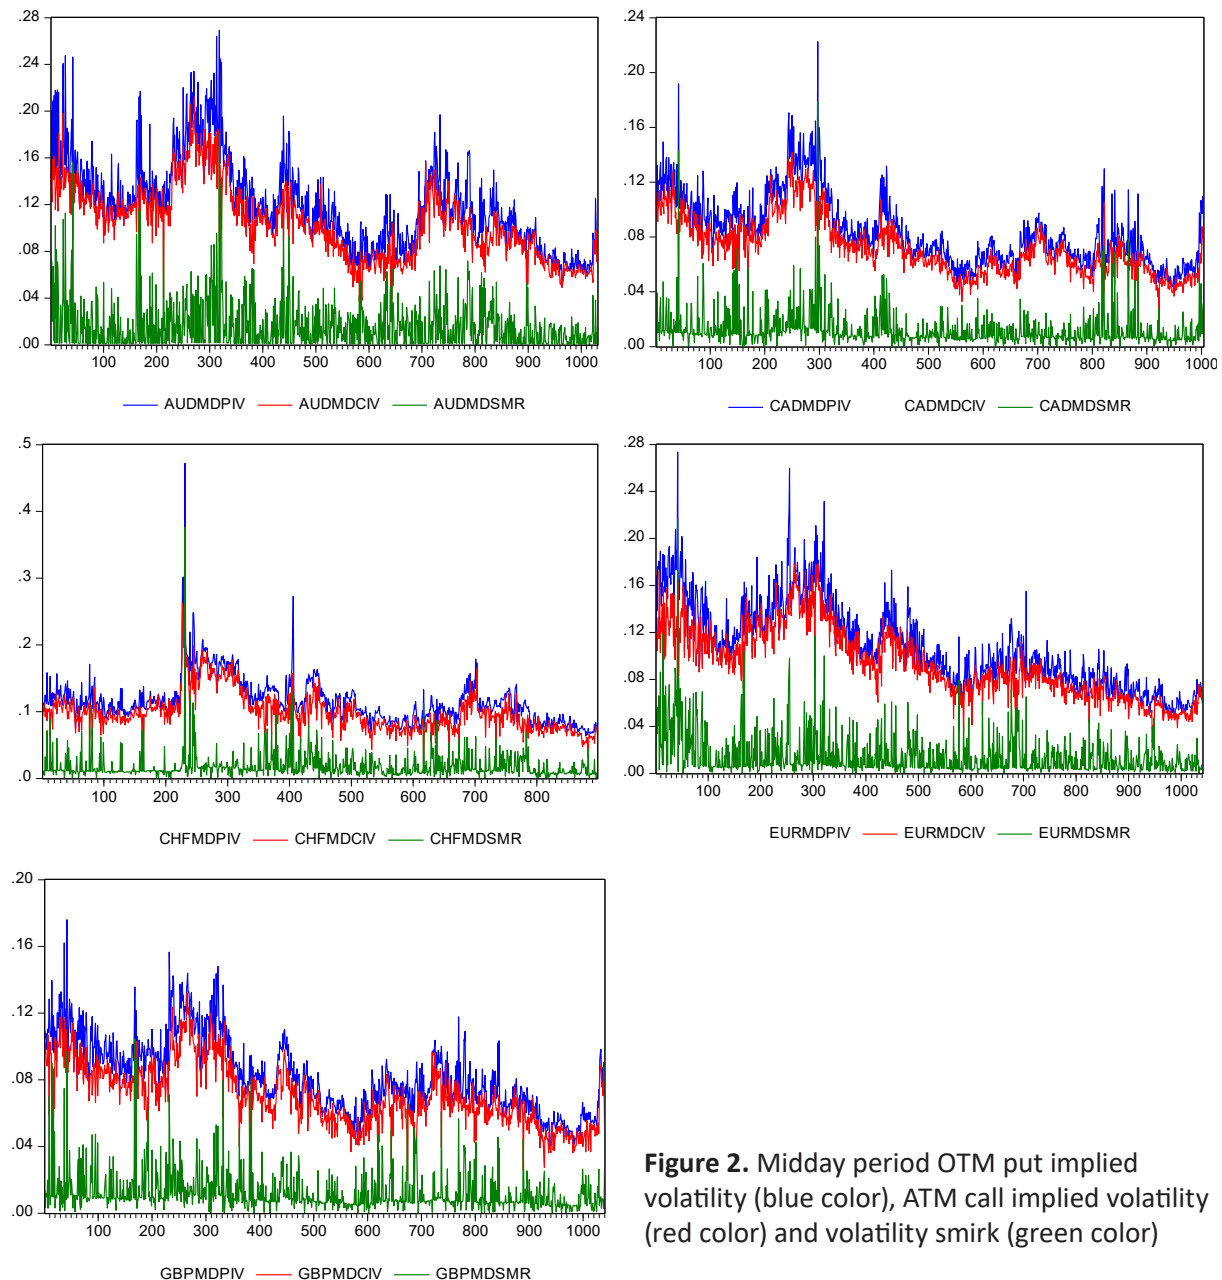 .28
.24
.20
.16
.12
.08
.04
.00
100 200 300 400 500 600 700 800 900 1000
AUDMDPIV AUDMDCIV AUDMDSMR
.24
.20
.16
.12
.08
.04
.00
100 200 300 400 500 600 700 800 900 1000
CADMDPIV CADMDCIV CADMDSMR
.5
.4
.3
.2
.1
.0
100 200 300 400 500 600 700 800
CHFMDPIV CHFMDCIV CHFMDSMR
.28
.24
.20
.16
.12
.08
.04
.00
100 200 300 400 500 600 700 800 900 1000
EURMDPIV EURMDCIV EURMDSMR
.20
.16
.12
.08
.04
.00
100 200 300 400 500 600 700 800 900 1000
GBPMDPIV GBPMDCIV GBPMDSMR
Figure 2. Midday period OTM put implied
volatility (blue color), ATM call implied volatility
(red color) and volatility smirk (green color)